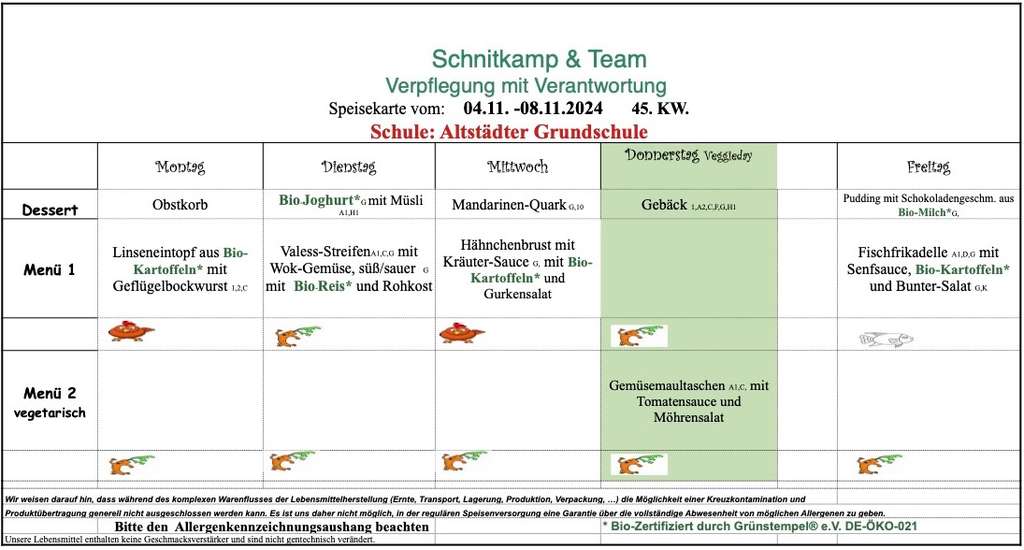 Schnitkamp & Team
Verpflegung mit Verantwortung
Speisekarte vom: 04.11. -08.11.2024 45. KW.
Schule: Altstädter Grundschule
Montag Dienstag Mittwoch Donnerstag Veggieday Freitag
Dessert
Obstkorb
Bio-Joghurt*G mit Müsli
A1,H1
Mandarinen-Quark G,10
Gebäck 1,A2,C,F,G,H1
Pudding mit Schokoladengeschm. aus
Bio-Milch*G,
Menü 1
Linseneintopf aus Bio-
Kartoffeln* mit
Geflügelbockwurst 1,2,C
Valess-StreifenA1,C,G mit
Wok-Gemüse, süß/sauer G
mit Bio-Reis* und Rohkost
Hähnchenbrust mit
Kräuter-Sauce G, mit Bio-
Kartoffeln* und
Gurkensalat
Fischfrikadelle A1,D,G mit
Senfsauce, Bio-Kartoffeln*
und Bunter-Salat G,K
Menü 2
vegetarisch
Gemüsemaultaschen A1,C, mit
Tomatensauce und
Möhrensalat
Wir weisen darauf hin, dass während des komplexen Warenflusses der Lebensmittelherstellung (Ernte, Transport, Lagerung, Produktion, Verpackung, ...) die Möglichkeit einer Kreuzkontamination und
Produktübertragung generell nicht ausgeschlossen werden kann. Es ist uns daher nicht möglich, in der regulären Speisenversorgung eine Garantie über die vollständige Abwesenheit von möglichen Allergenen zu geben.
Bitte den Allergenkennzeichnungsaushang beachten
* Bio-Zertifiziert durch Grünstempel® e.V. DE-ÖKO-021
Unsere Lebensmittel enthalten keine Geschmacksverstärker und sind nicht gentechnisch verändert.